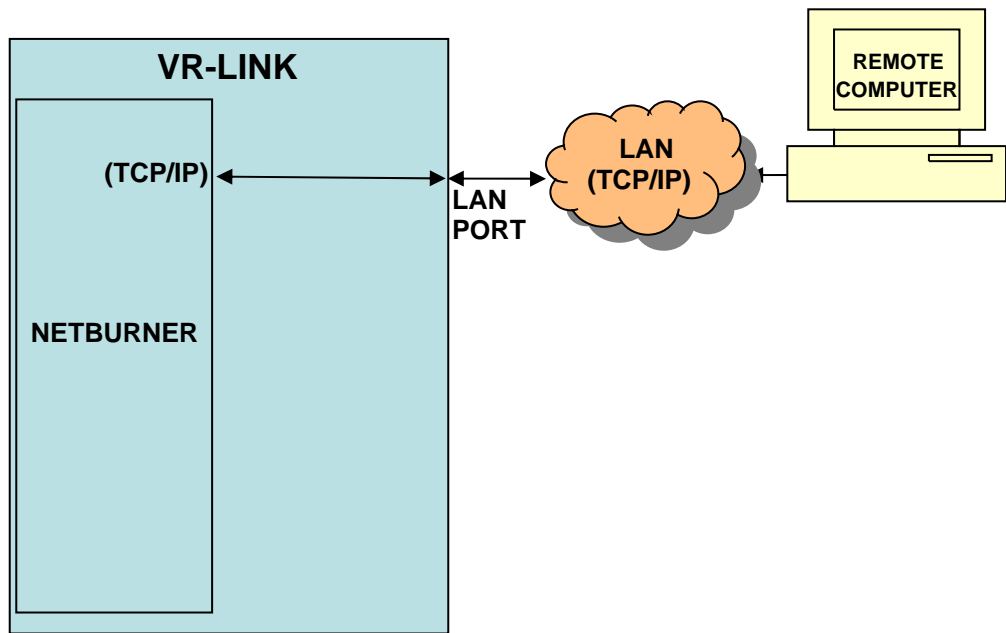 VR-LINK
REMOTE
COMPUTER
LAN
(TCP/IP)
(TCP/IP)
LAN
PORT
NETBURNER